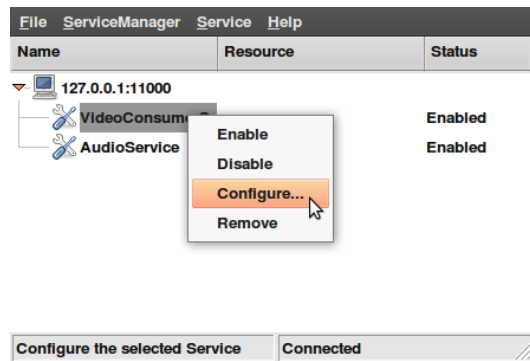 File ServiceManager Service Help
Name Resource Status
127.0.0.1:11000
Enabled
AudioService Enabled
Enable
Disable
Configure...
Remove
Configure the selected Service Connected